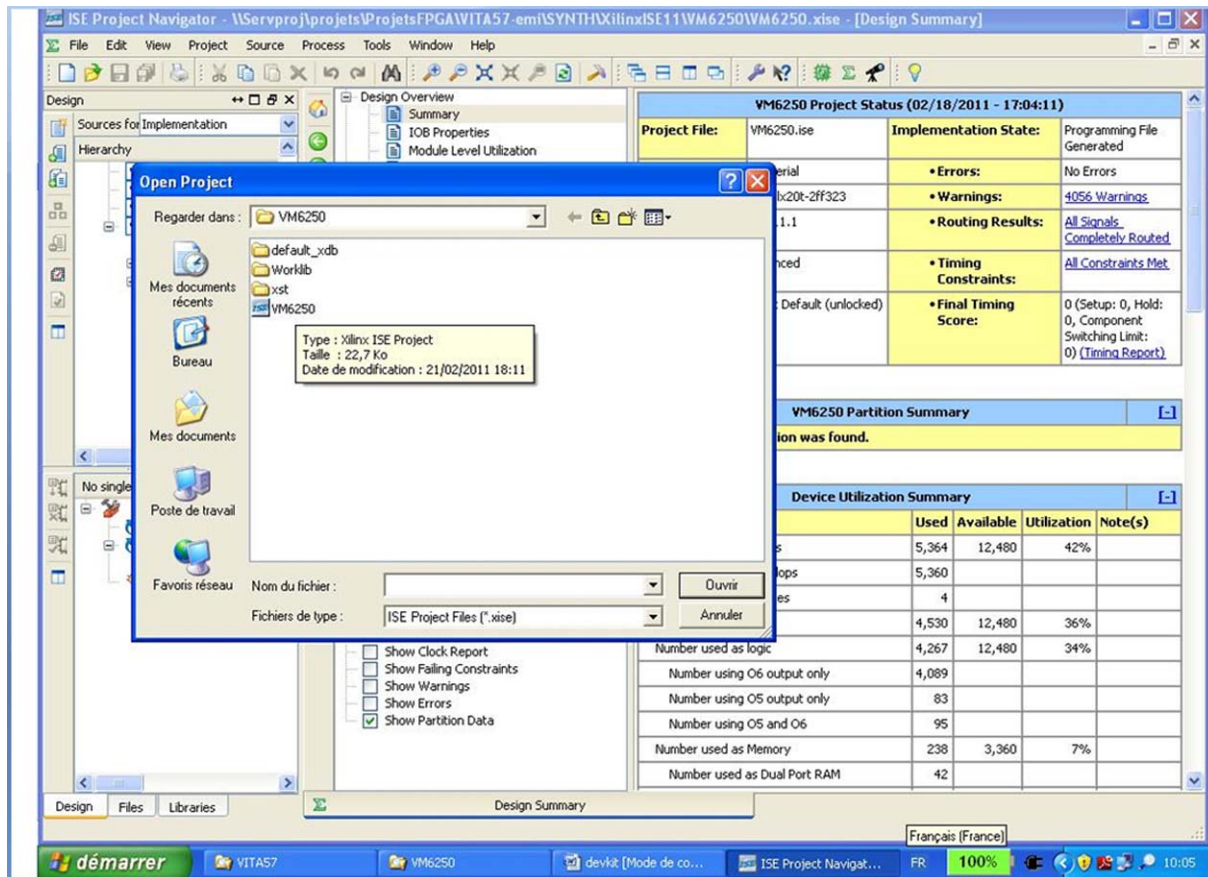 ISE Project Navigator - \\Servproj\projets\ProjetsFPGA\VITA57-emi\SYNTH\XilinxISE11\VM6250\VM6250.xise - [Design Summary]
File Edit View Project Source Process Tools Window Help
Design
Sources for Implementation
Hierarchy
Design Overview
Summary
IOB Properties
Module Level Utilization
VM6250 Project Status (02/18/2011 - 17:04:11)
Project File: VM6250.ise Implementation State: Programming File
Generated
erial • Errors: No Errors
lx20t-2ff323 • Warnings: 4056 Warnings
.1.1 • Routing Results: All Signals
Completely Routed
nced • Timing
Constraints: All Constraints Met
Default (unlocked) • Final Timing
Score: 0 (Setup: 0, Hold:
0, Component
Switching Limit:
0) (Timing Report)
VM6250 Partition Summary [-]
ion was found.
Device Utilization Summary [-]
Used Available Utilization Note(s)
s 5,364 12,480 42%
lops 5,360
es 4
4,530 12,480 36%
Number used as logic 4,267 12,480 34%
Number using O6 output only 4,089
Number using O5 output only 83
Number using O5 and O6 95
Number used as Memory 238 3,360 7%
Number used as Dual Port RAM 42
Open Project
Regarder dans : VM6250
Mes documents
récents
Bureau
Mes documents
Poste de travail
Favoris réseau
default_xdb
Worklib
xst
VM6250
Type : Xilinx ISE Project
Taille : 22,7 Ko
Date de modification : 21/02/2011 18:11
Nom du fichier : Ouvrir
Fichiers de type : ISE Project Files (*.xise) Annuler
No single
Show Clock Report
Show Failing Constraints
Show Warnings
Show Errors
Show Partition Data
Design Files Libraries
Design Summary
Français (France)
démarrer VITA57 VM6250 devkit [Mode de co... ISE Project Navigat... FR 100% 10:05